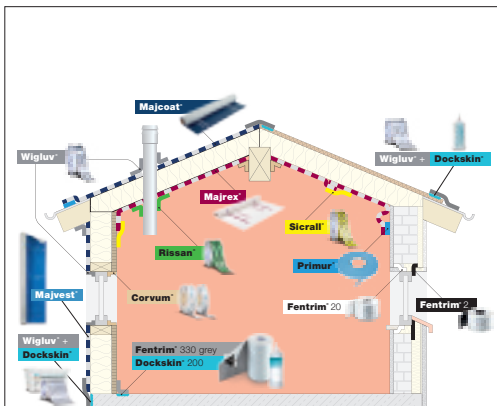 Majcoat®
Wigluv®
Wigluv® + Dockskin®
Majrex®
Sicrall®
Rissan®
Primur®
Majvest®
Corvum®
Fentrim® 20
Fentrim® 2
Wigluv® +
Dockskin®
Fentrim® 330 grey
Dockskin® 200